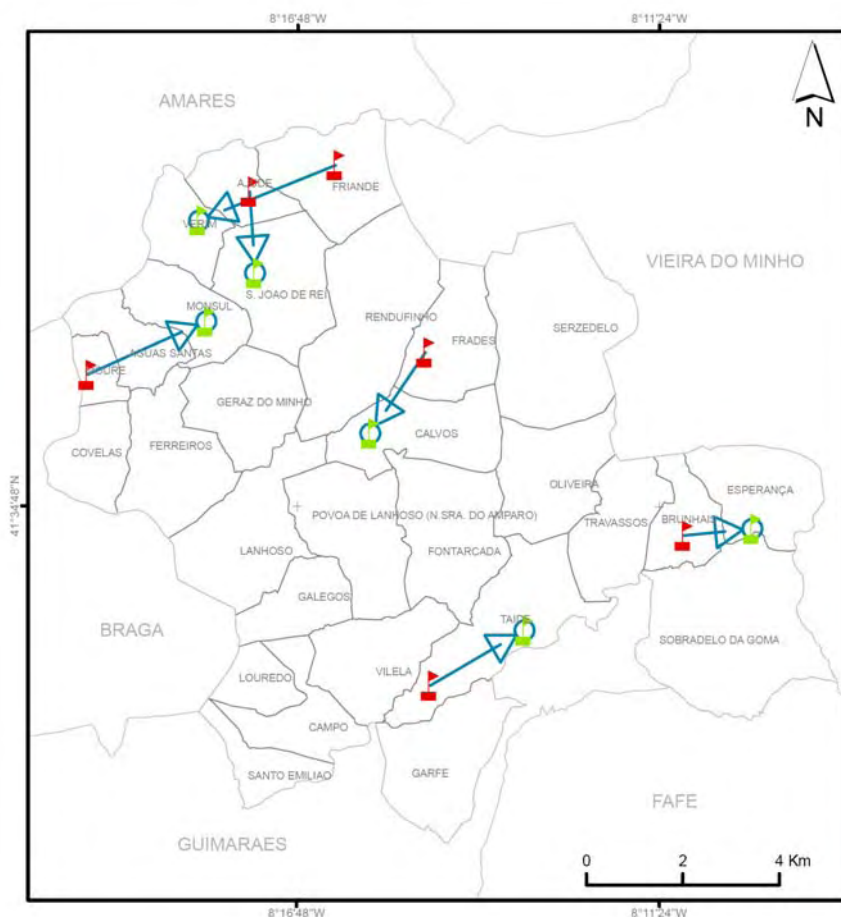 8°16'48"W
8°11'24"W
AMARES
N
AJUDE
FRIANDE
VERIM
VIEIRA DO MINHO
S. JOAO DE REI
MONSUL
RENDUFINHO
SERZEDELO
FRADES
AGUAS SANTAS
GERAZ DO MINHO
CALVOS
COVELAS
FERREIROS
OLIVEIRA
ESPERANÇA
41°34'48"N
POVOA DE LANHOSO (N.SRA. DO AMPARO)
TRAVASSOS
BRUNHAIS
LANHOSO
FONTARCADA
GALEGOS
TAIDE
BRAGA
SOBRADELO DA GOMA
VILELA
LOUREDO
CAMPO
SANTO EMILIAO
GARFE
FAFE
GUIMARAES
0 2 4 Km
8°16'48"W
8°11'24"W